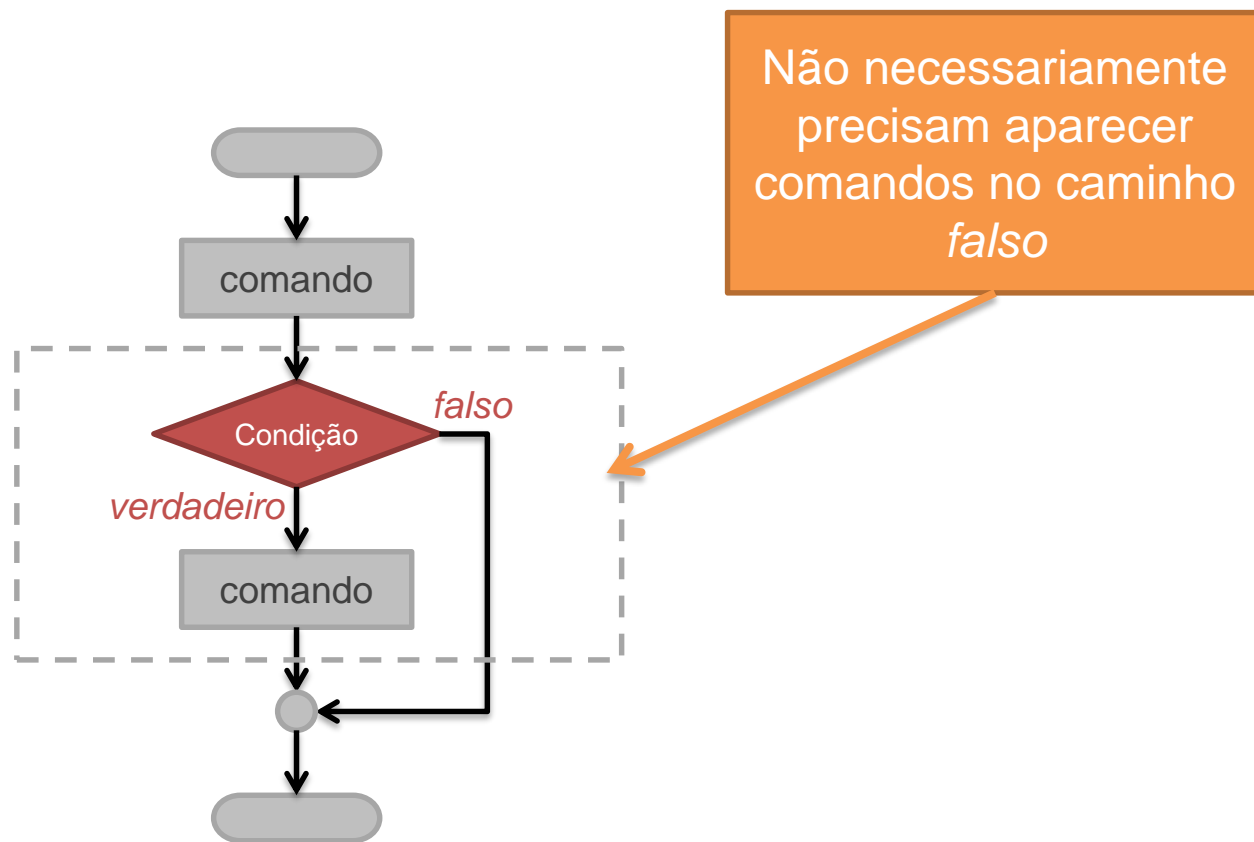 Não necessariamente
precisam aparecer
comandos no caminho
falso
comando
falso
Condição
verdadeiro
comando